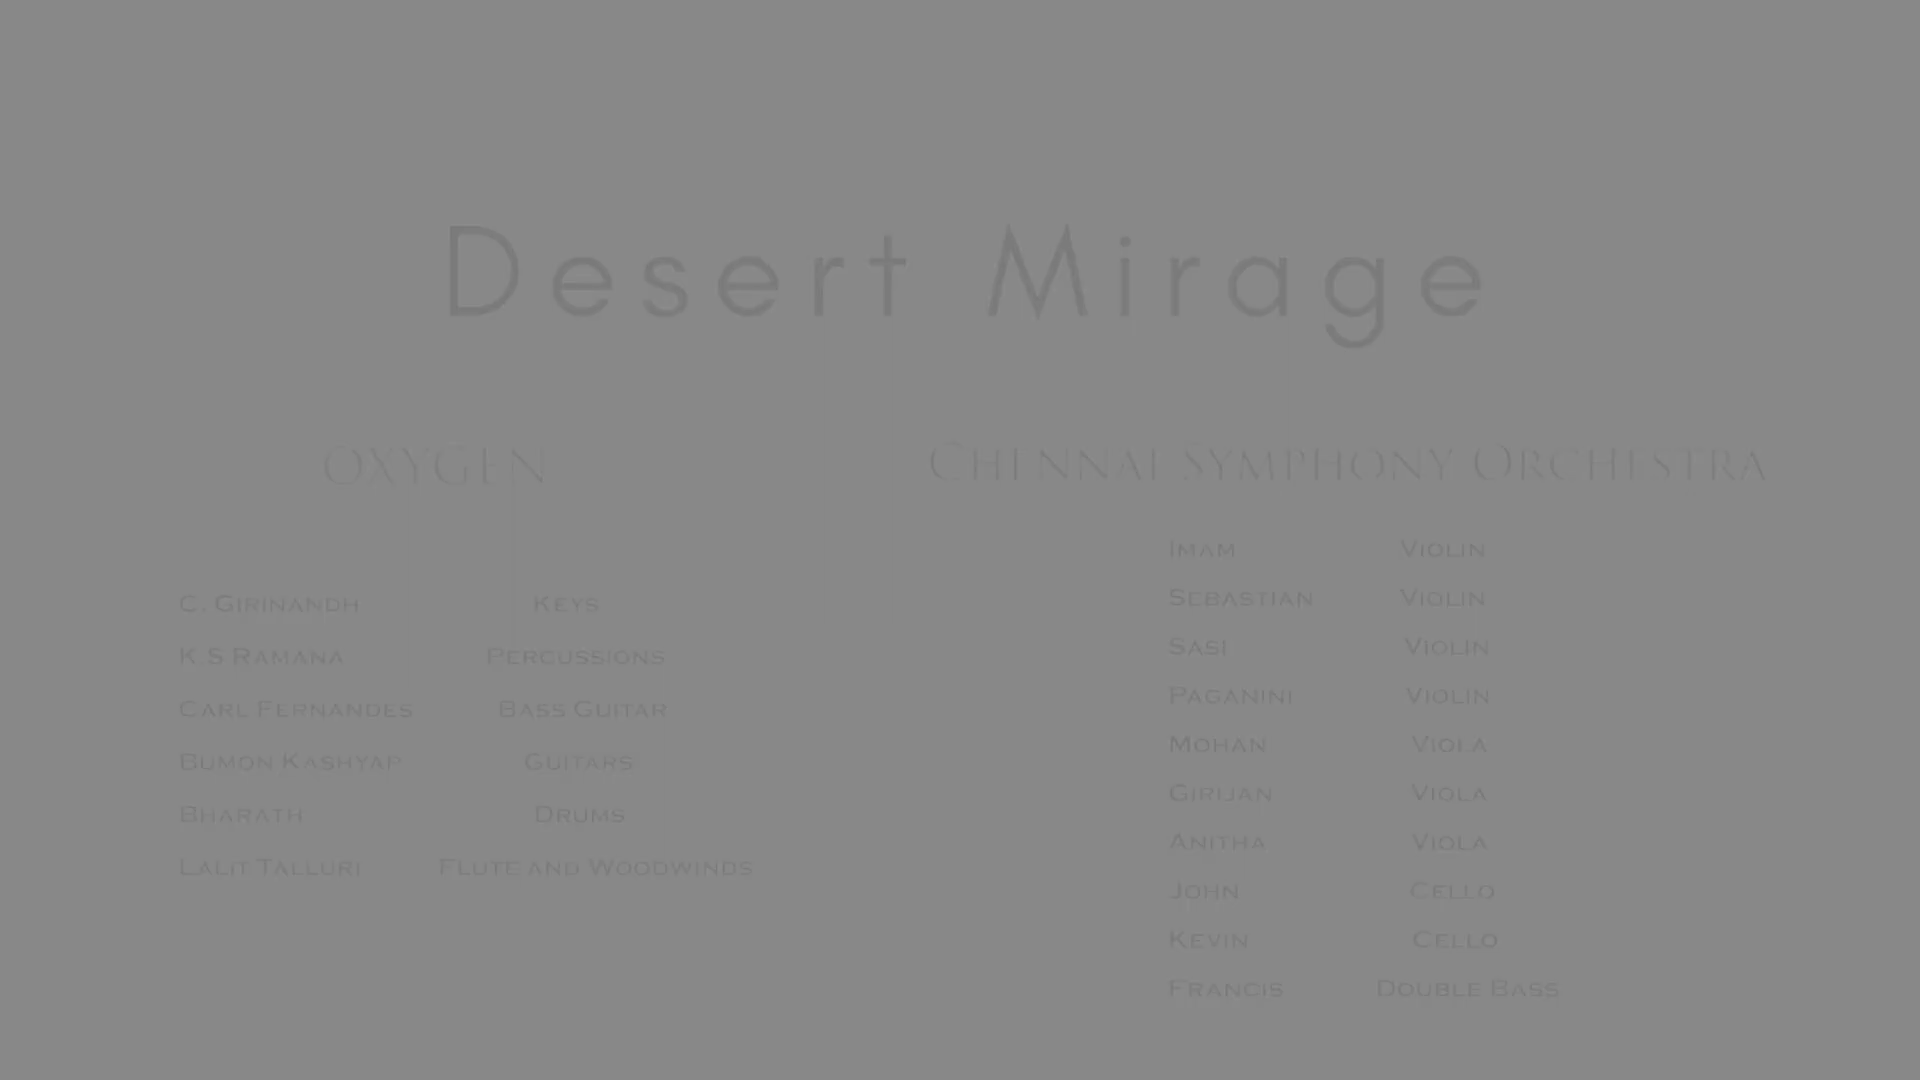 Desert Mirage
OXYGEN
C. GIRINANDH KEYS
K.S RAMANA PERCUSSIONS
CARL FERNANDES BASS GUITAR
BUMON KASHYAP GUITARS
BHARATH DRUMS
LALIT TALLURI FLUTE AND WOODWINDS
CHENNAI SYMPHONY ORCHESTRA
IMAM VIOLIN
SEBASTIAN VIOLIN
SASI VIOLIN
PAGANINI VIOLIN
MOHAN VIOLA
GIRIJAN VIOLA
ANITHA VIOLA
JOHN CELLO
KEVIN CELLO
FRANCIS DOUBLE BASS